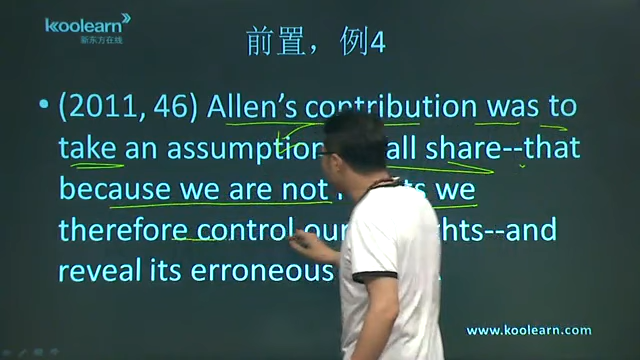 koolearn
新东方在线
前置，例4
• (2011, 46) Allen's contribution was to
take an assumption all share--that
because we are not we
therefore control our hts--and
reveal its erroneous
www.koolearn.com